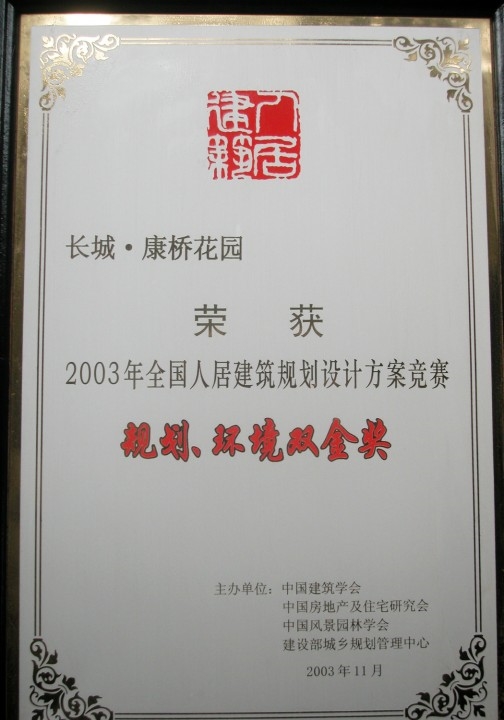 人居建筑
长城·康桥花园
荣 获
2003年全国人居建筑规划设计方案竞赛
规划、环境双金奖
主办单位：中国建筑学会
中国房地产及住宅研究会
中国风景园林学会
建设部城乡规划管理中心
2003年11月